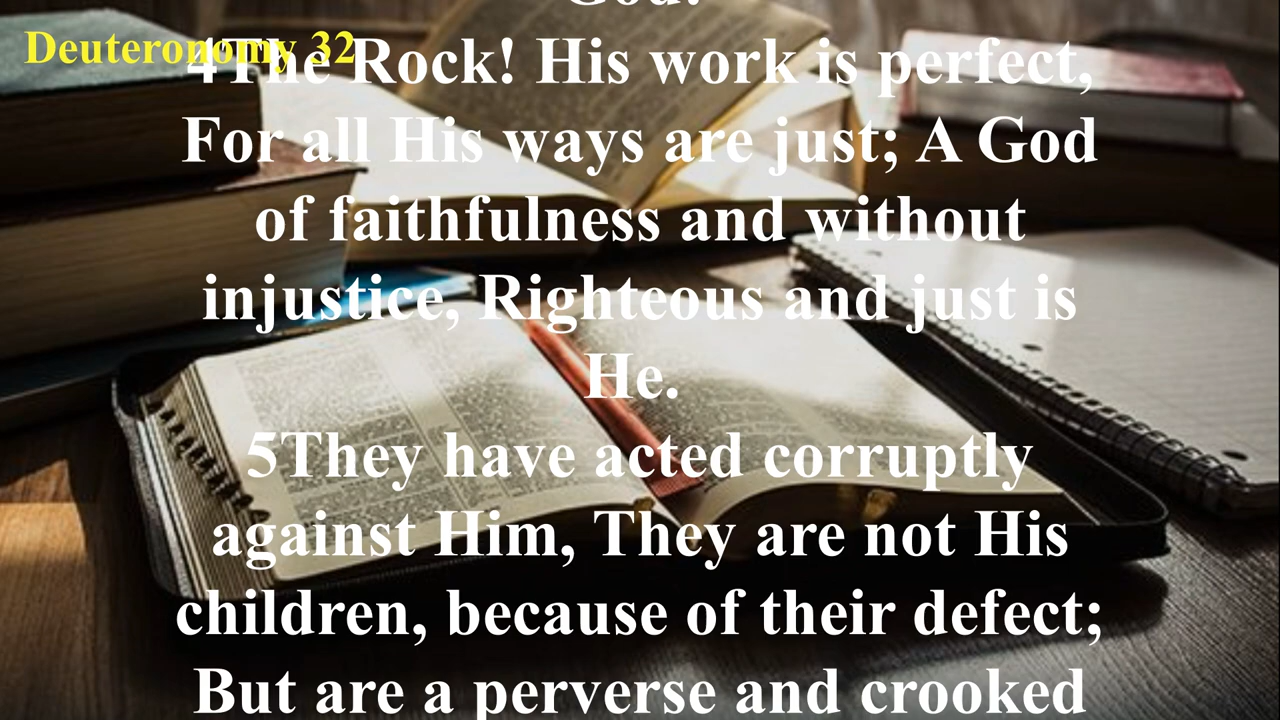 God!
Deuteronomy 32
4The Rock! His work is perfect,
For all His ways are just; A God
of faithfulness and without
injustice, Righteous and just is
He.
5They have acted corruptly
against Him, They are not His
children, because of their defect;
But are a perverse and crooked